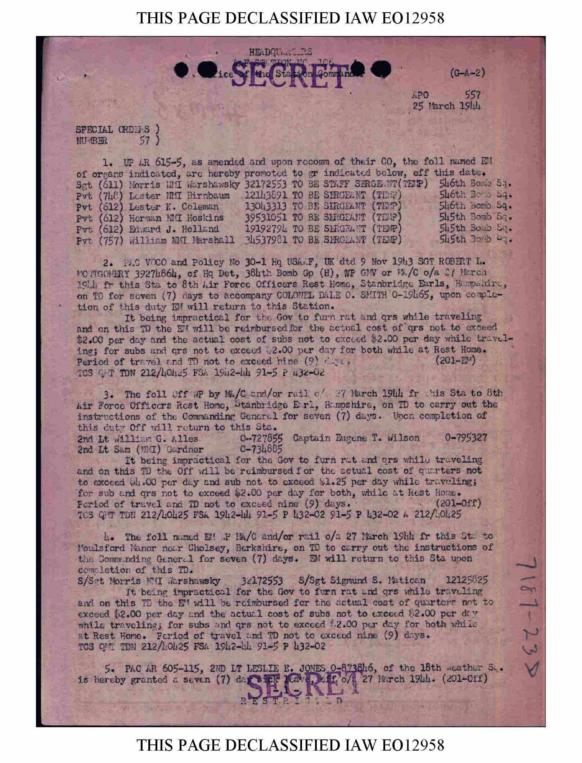 THIS PAGE DECLASSIFIED IAW EO12958
HEADQUARTERS
SECRET
Office of the Station Commander
(G-A-2)
APO 557
25 March 1944
SPECIAL ORDERS )
NUMBER 57 )
1. UP AR 615-5, as amended and upon recomm of their CO, the foll named EM
of organs indicated, are hereby promoted to gr indicated below, eff this date.
Sgt (611) Morris NMI Warshawsky 32172553 TO BE STAFF SERGEANT(TEMP) 546th Bomb Sq.
Pvt (748) Lester NMI Birnbaum TO BE SERGEANT (TEMP) 546th Bomb Sq.
Pvt (612) Lester E. Coleman 13043313 TO BE SERGEANT (TEMP) 546th Bomb Sq.
Pvt (612) Herman NMI Hoskins 39531051 TO BE SERGEANT (TEMP) 545th Bomb Sq.
Pvt (612) Edward J. Holland 19192794 TO BE SERGEANT (TEMP) 545th Bomb Sq.
Pvt (757) William NMI Marshall 34537981 TO BE SERGEANT (TEMP) 545th Bomb Sq.
2. PAC VOCO and Policy No 30-1 Hq USAAF, UK dtd 9 Nov 1943 SGT ROBERT L.
MONTGOMERY 39274864, of Hq Det, 384th Bomb Gp (H), WP GMV or MA/C o/a 27 March
1944 fr this Sta to 8th Air Force Officers Rest Home, Stanbridge Earls, Hampshire,
on TD for seven (7) days to accompany COLONEL DALE O. SMITH O-19465, upon comple-
tion of this duty EM will return to this Station.
It being impractical for the Gov to furn rat and qrs while traveling
and on this TD the EM will be reimbursed for the actual cost of qrs not to exceed
$2.00 per day and the actual cost of subs not to exceed $2.00 per day while travel-
ing; for subs and qrs not to exceed $2.00 per day for both while at Rest Home.
Period of travel and TD not to exceed nine (9) days. (201-EM)
TCS QMT TDN 212/40425 FSA 1942-44 91-5 P 432-02
3. The foll Off WP by MA/C and/or rail o/a 27 March 1944 fr this Sta to 8th
Air Force Officers Rest Home, Stanbridge Earl, Hampshire, on TD to carry out the
instructions of the Commanding General for seven (7) days. Upon completion of
this duty Off will return to this Sta.
2nd Lt William G. Alles O-727855 Captain Eugene T. Wilson O-795327
2nd Lt Sam (NMI) Gardner O-734885
It being impractical for the Gov to furn rat and qrs while traveling
and on this TD the Off will be reimbursed for the actual cost of quarters not
to exceed $4.00 per day and sub not to exceed $1.25 per day while traveling;
for sub and qrs not to exceed $2.00 per day for both, while at Rest Home.
Period of travel and TD not to exceed nine (9) days. (201-Off)
TCS QMT TDN 212/40425 FSA 1942-44 91-5 P 432-02 91-5 P 432-02 A 212/40425
4. The foll named EM WP MA/C and/or rail o/a 27 March 1944 fr this Sta to
Moulsford Manor near Cholsey, Berkshire, on TD to carry out the instructions of
the Commanding General for seven (7) days. EM will return to this Sta upon
completion of this TD.
S/Sgt Morris NMI Warshawsky 32172553 S/Sgt Sigmund S. Matican 12125025
It being impractical for the Gov to furn rat and qrs while traveling
and on this TD the EM will be reimbursed for the actual cost of quarters not to
exceed $2.00 per day and the actual cost of subs not to exceed $2.00 per day
while traveling; for subs and qrs not to exceed $2.00 per day for both while
at Rest Home. Period of travel and TD not to exceed nine (9) days.
TCS QMT TDN 212/40425 FSA 1942-44 91-5 P 432-02
5. PAC AR 605-115, 2ND LT LESLIE E. JONES O-873846, of the 18th Weather Sq.
is hereby granted a seven (7) day eff o/a 27 March 1944. (201-Off)
SECRET
RESTRICTED
7187-238
THIS PAGE DECLASSIFIED IAW EO12958